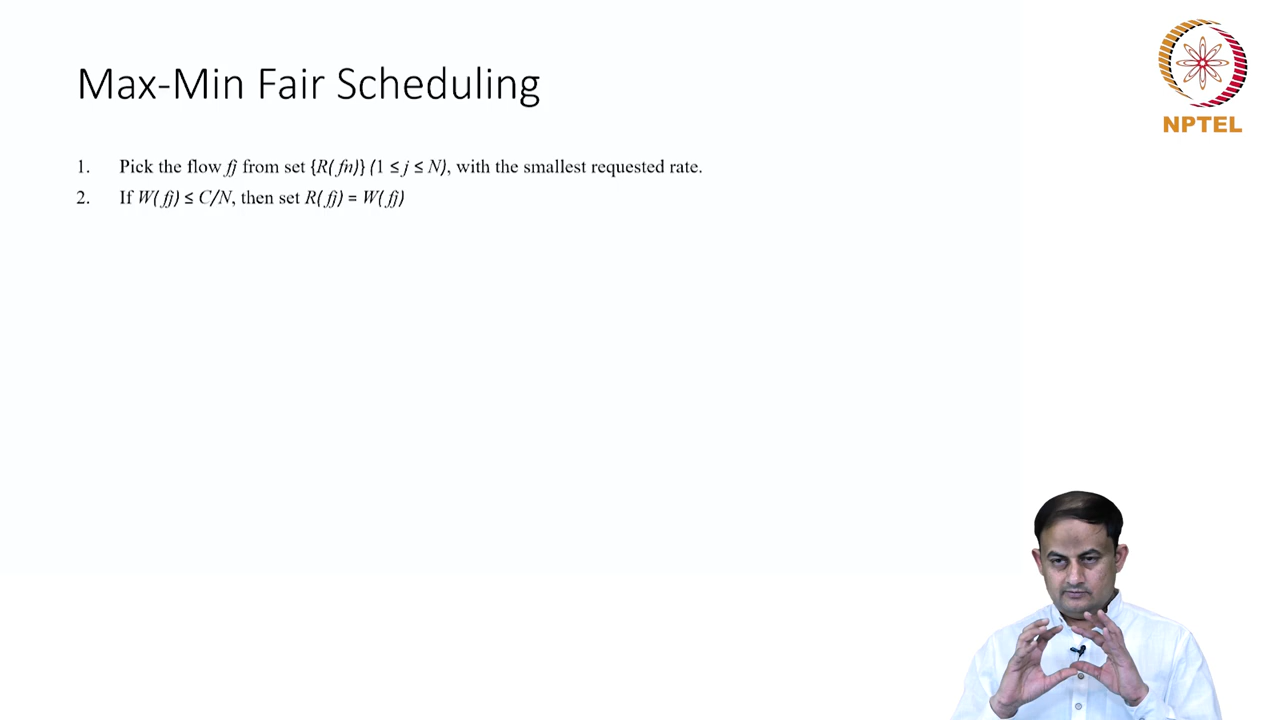 Max-Min Fair Scheduling
NPTEL
1. Pick the flow fj from set {R( fn)} (1 ≤ j ≤ N), with the smallest requested rate.
2. If W( fj) ≤ C/N, then set R( fj) = W( fj)